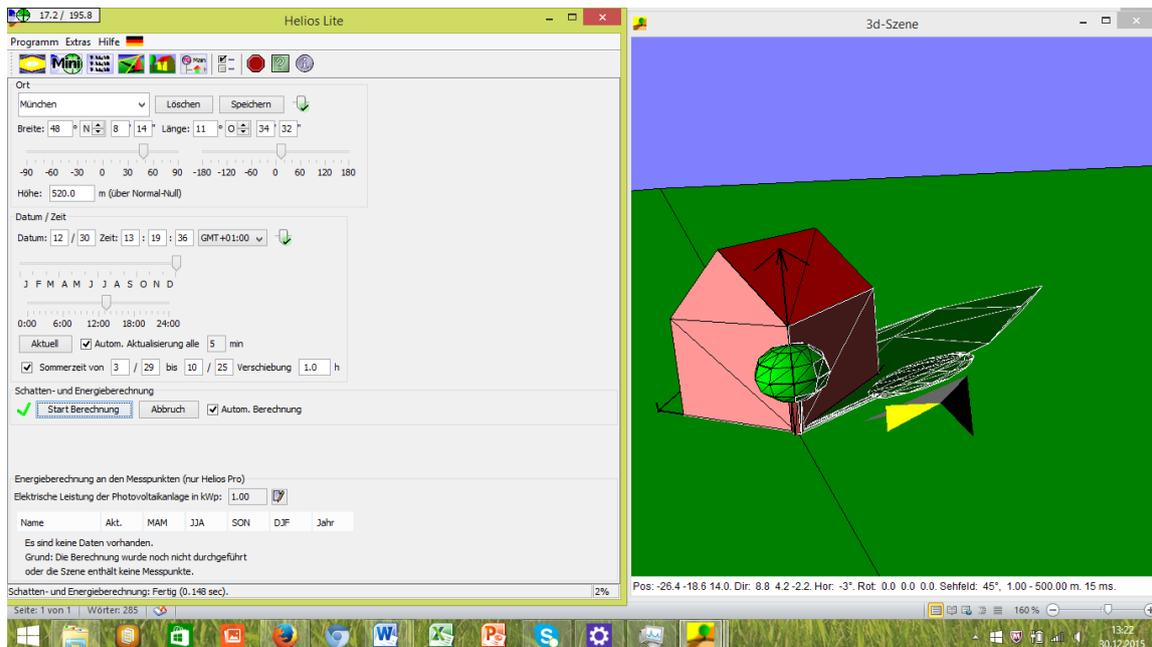 17.2 / 195.8
Helios Lite
Programm Extras Hilfe
Mini
Main
Ort
München
Löschen
Speichern
Breite: 48 ° N 8 ' 14 " Länge: 11 ° O 34 ' 32 "
-90 -60 -30 0 30 60 90 -180 -120 -60 0 60 120 180
Höhe: 520.0 m (über Normal-Null)
Datum / Zeit
Datum: 12 / 30 Zeit: 13 : 19 : 36 GMT+01:00
J F M A M J J A S O N D
0:00 6:00 12:00 18:00 24:00
Aktuell Autom. Aktualisierung alle 5 min
Sommerzeit von 3 / 29 bis 10 / 25 Verschiebung 1.0 h
Schatten- und Energieberechnung
Start Berechnung Abbruch Autom. Berechnung
Energieberechnung an den Messpunkten (nur Helios Pro)
Elektrische Leistung der Photovoltaikanlage in kWp: 1.00
Name Akt. MAM JJA SON DJF Jahr
Es sind keine Daten vorhanden.
Grund: Die Berechnung wurde noch nicht durchgeführt
oder die Szene enthält keine Messpunkte.
Schatten- und Energieberechnung: Fertig (0.148 sec). 2%
3d-Szene
Pos: -26.4 -18.6 14.0. Dir: 8.8 4.2 -2.2. Hor: -3°. Rot: 0.0 0.0 0.0. Sehfeld: 45°, 1.00 - 500.00 m. 15 ms.
Seite: 1 von 1 Wörter: 285
160 %
13:22
30.12.2015